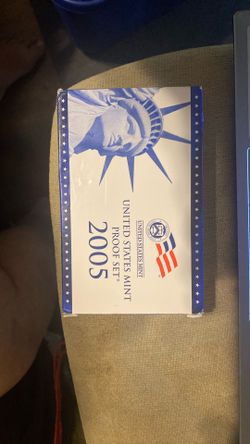 UNITED STATES MINT
UNITED STATES MINT
PROOF SET®
2005